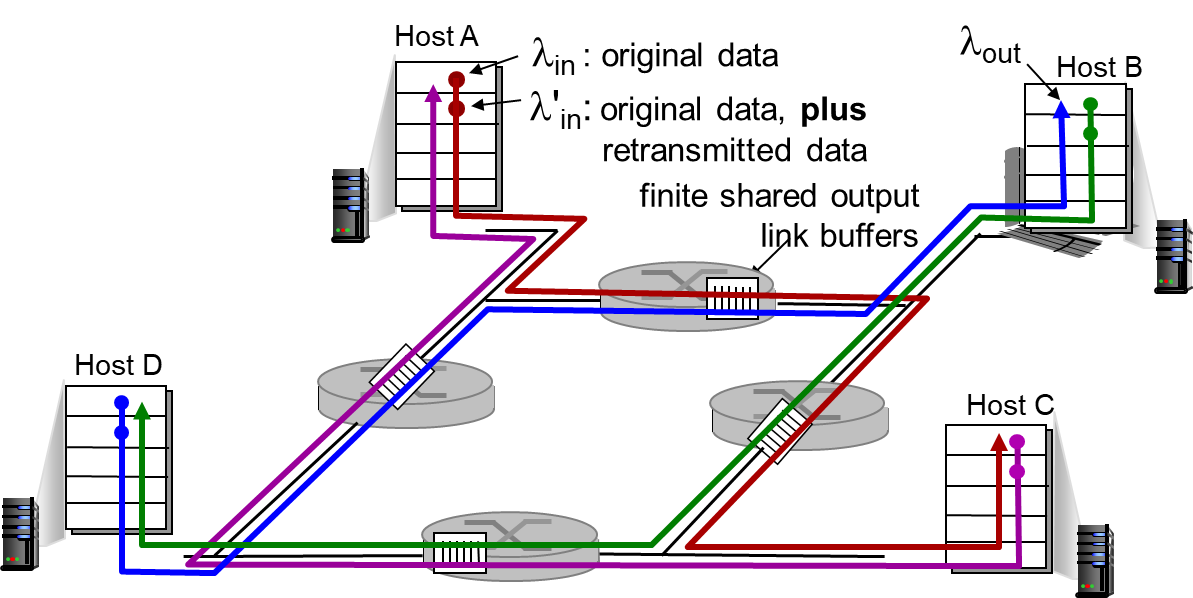 Host A
λin : original data
λ'in: original data, plus
retransmitted data
finite shared output
link buffers
λout
Host B
Host D
Host C